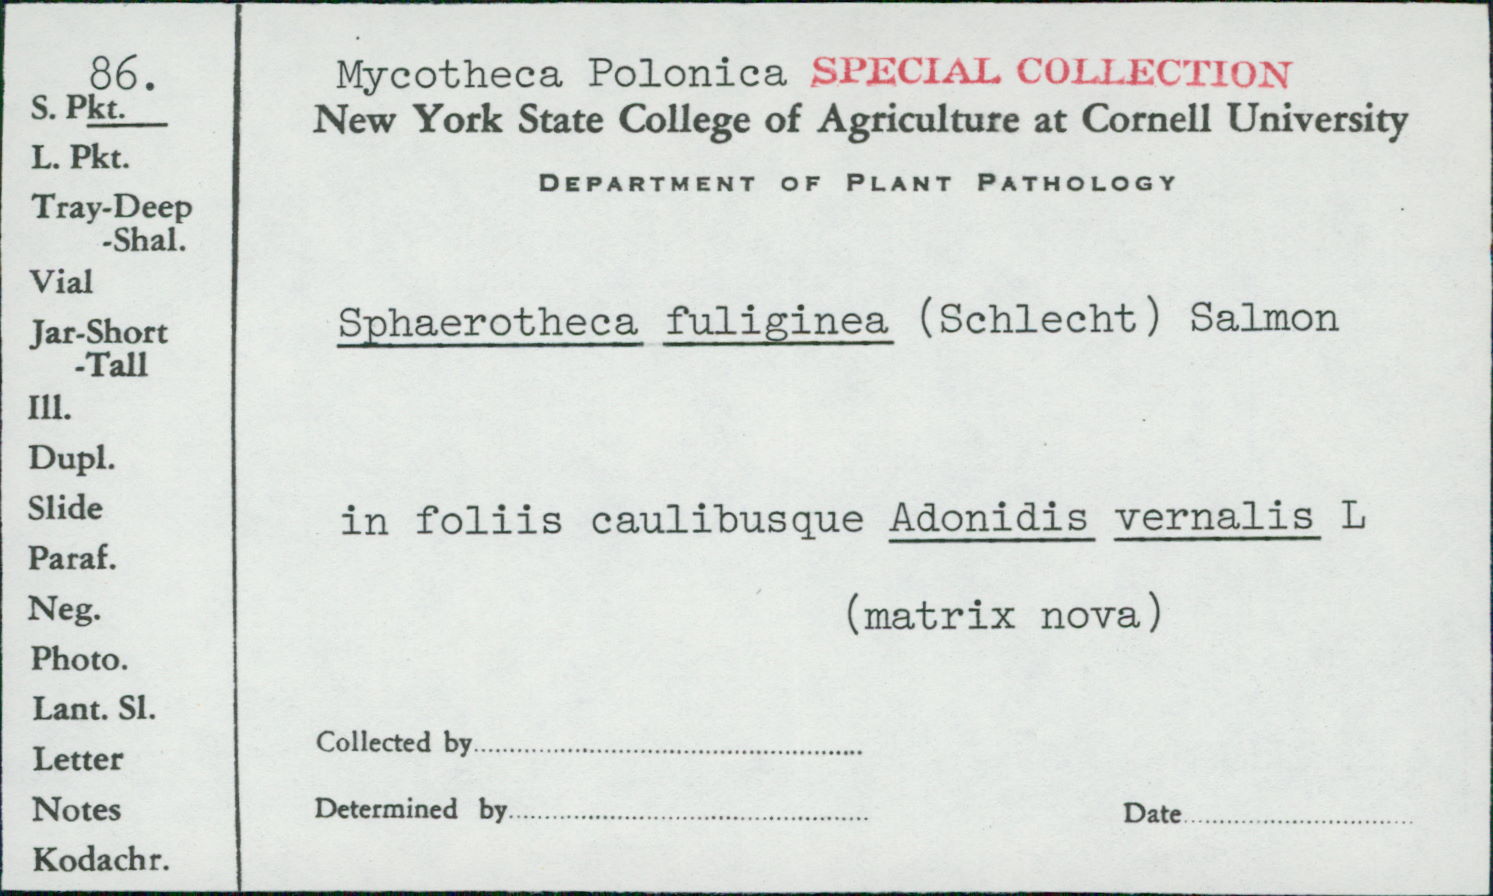 86.
S. Pkt.
L. Pkt.
Tray-Deep
-Shal.
Vial
Jar-Short
-Tall
Ill.
Dupl.
Slide
Paraf.
Neg.
Photo.
Lant. Sl.
Letter
Notes
Kodachr.
Mycotheca Polonica SPECIAL COLLECTION
New York State College of Agriculture at Cornell University
DEPARTMENT OF PLANT PATHOLOGY
Sphaerotheca fuliginea (Schlecht) Salmon
in foliis caulibusque Adonidis vernalis L
(matrix nova)
Collected by
Determined by
Date